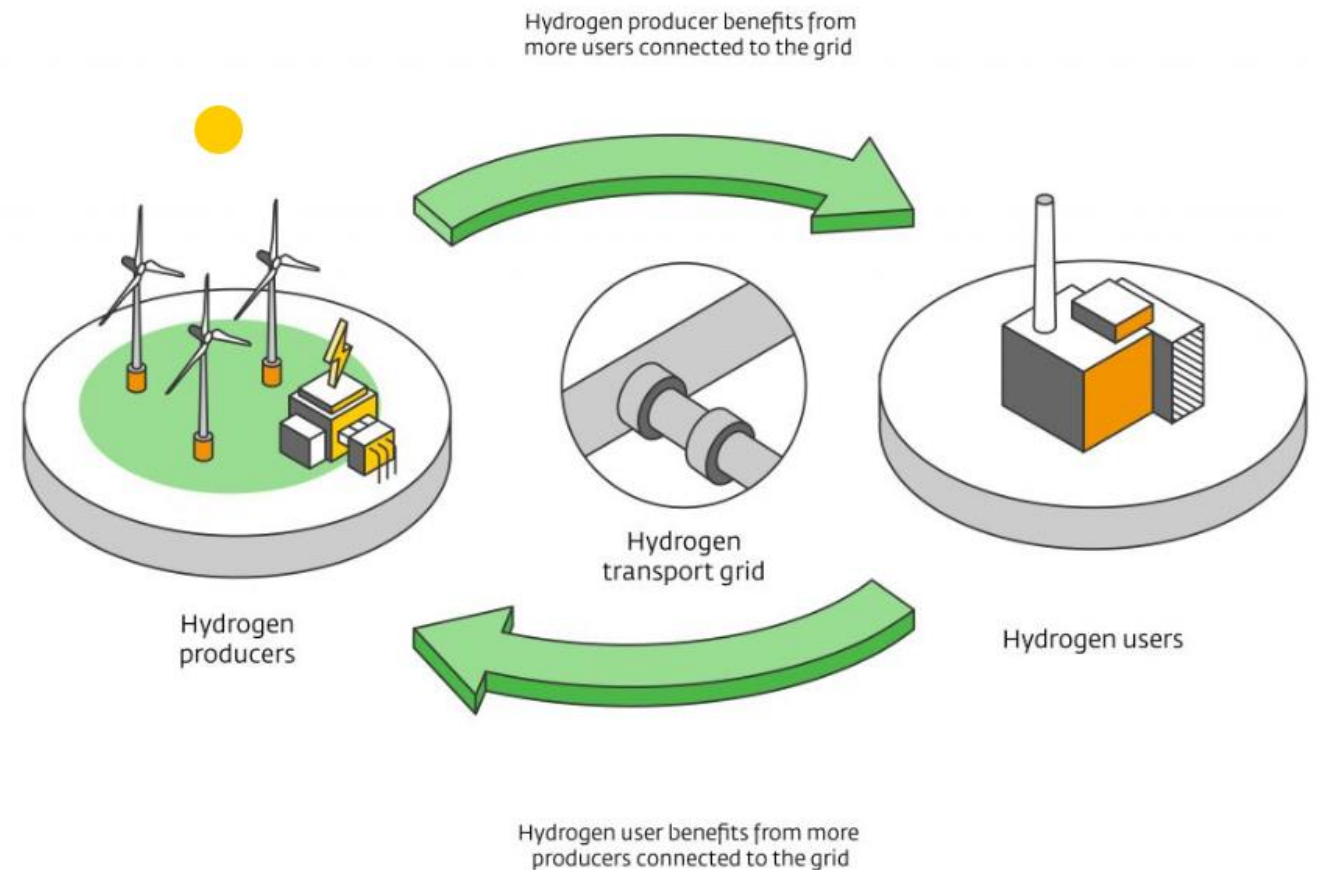 Hydrogen producer benefits from
more users connected to the grid
Hydrogen
transport grid
Hydrogen
producers
Hydrogen users
Hydrogen user benefits from more
producers connected to the grid